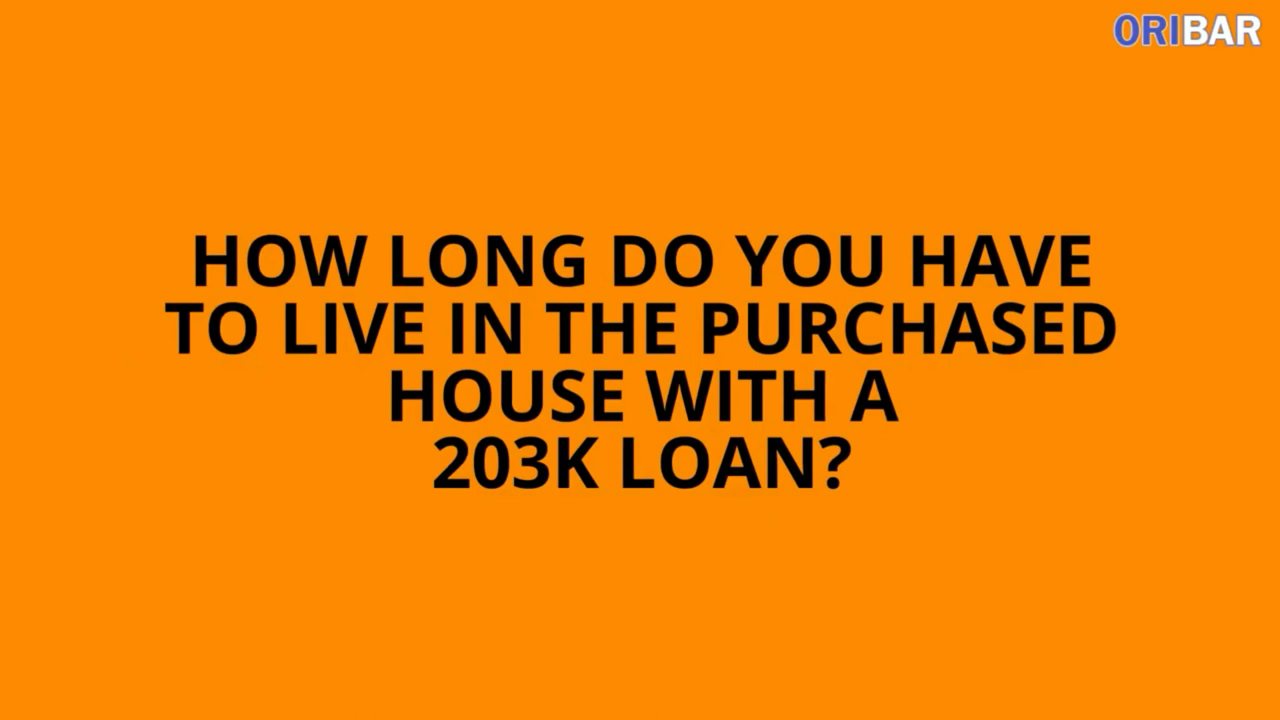 ORIBAR
HOW LONG DO YOU HAVE
TO LIVE IN THE PURCHASED
HOUSE WITH A
203K LOAN?